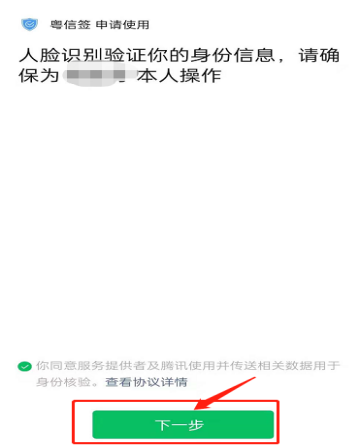 粤信签 申请使用
人脸识别验证你的身份信息，请确
保为 本人操作
你同意服务提供者及腾讯使用并传送相关数据用于
身份核验。查看协议详情
下一步